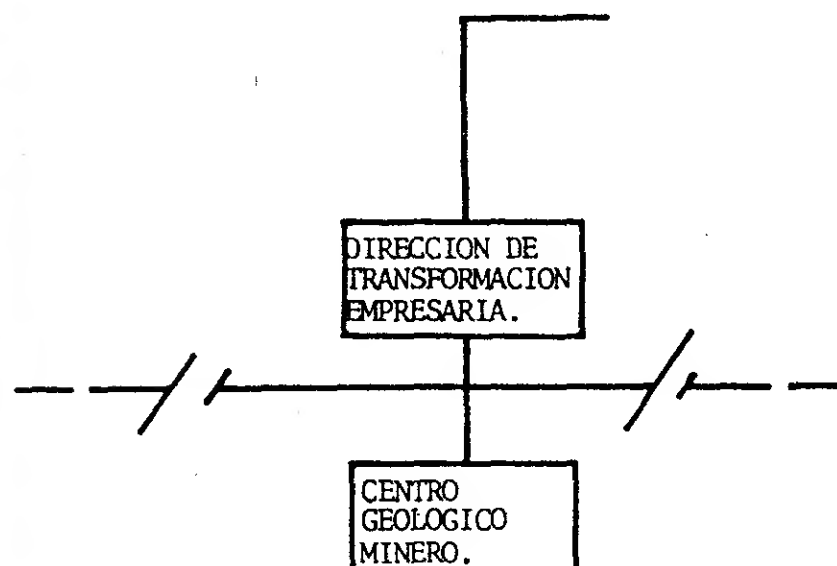 DIRECCION DE
TRANSFORMACION
EMPRESARIA.
CENTRO
GEOLOGICO
MINERO.